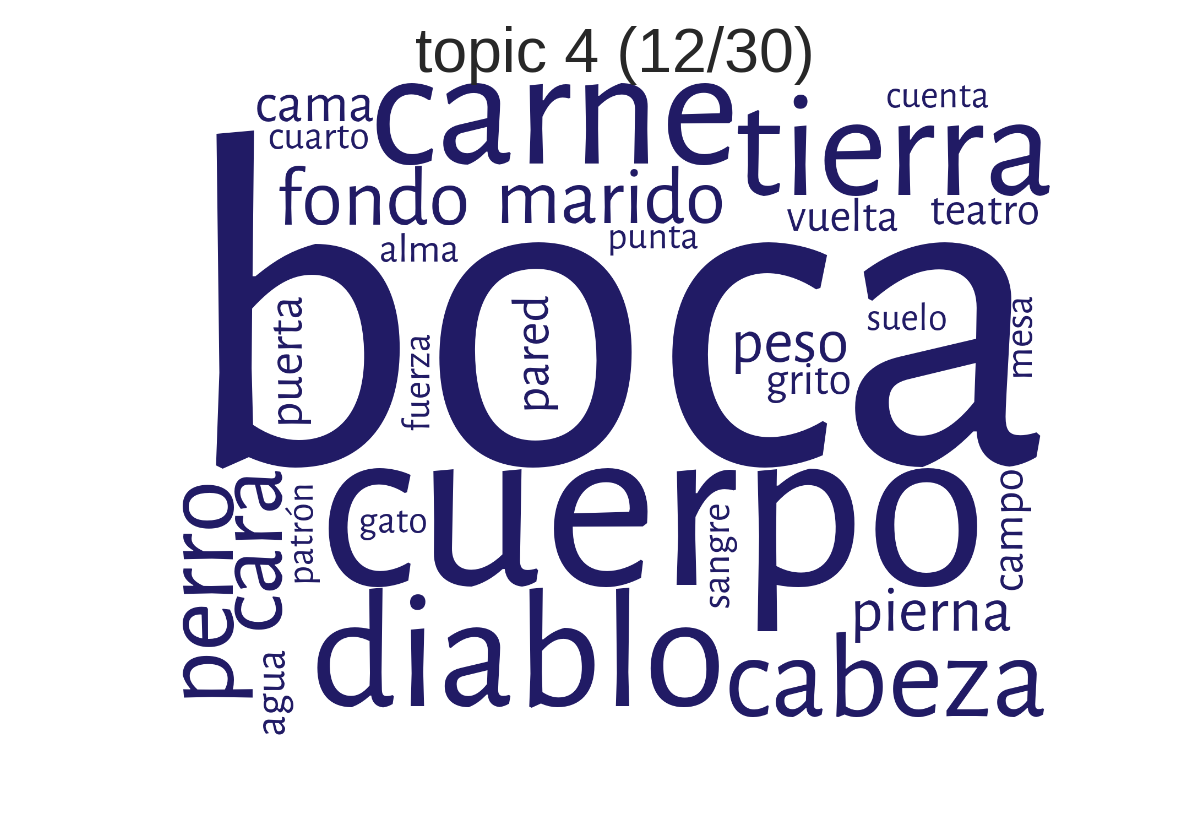 topic 4 (12/30)
cama
carne
cuenta
cuarto
tierra
fondo
marido
vuelta
teatro
alma
punta
boca
puerta
fuerza
pared
peso
grito
suelo
mesa
perro
cara
patrón
cuerpo
gato
sangre
campo
agua
diablo
pierna
cabeza